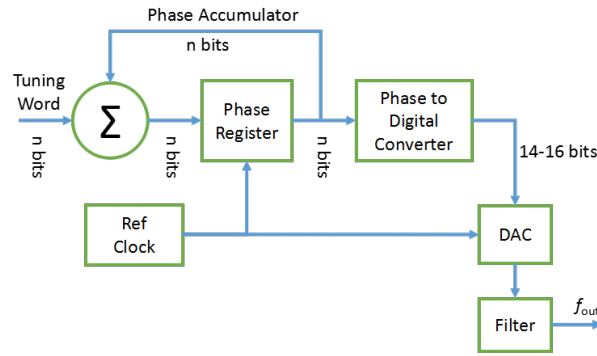 Phase Accumulator
n bits
Tuning
Word
Σ
Phase
Register
Phase to
Digital
Converter
n bits
n bits
n bits
14-16 bits
Ref
Clock
DAC
Filter
fout